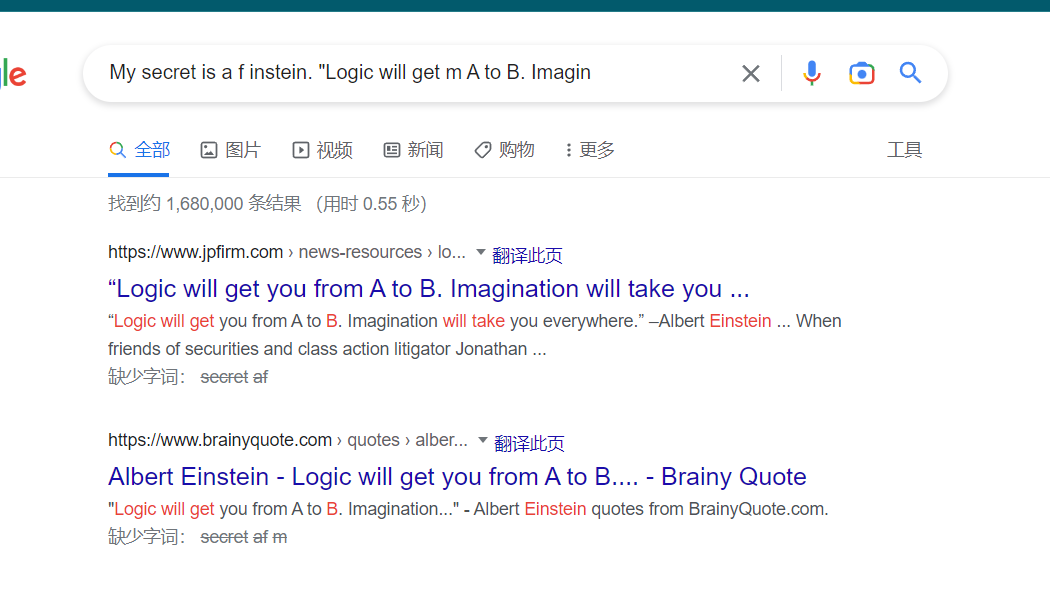 le
My secret is a f instein. "Logic will get m A to B. Imagin
全部 图片 视频 新闻 购物 更多 工具
找到约 1,680,000 条结果 （用时 0.55 秒）
https://www.jpfirm.com › news-resources › lo... 翻译此页
“Logic will get you from A to B. Imagination will take you ...
“Logic will get you from A to B. Imagination will take you everywhere.” –Albert Einstein ... When
friends of securities and class action litigator Jonathan ...
缺少字词： secret af
https://www.brainyquote.com › quotes › alber... 翻译此页
Albert Einstein - Logic will get you from A to B.... - Brainy Quote
"Logic will get you from A to B. Imagination..." - Albert Einstein quotes from BrainyQuote.com.
缺少字词： secret af m